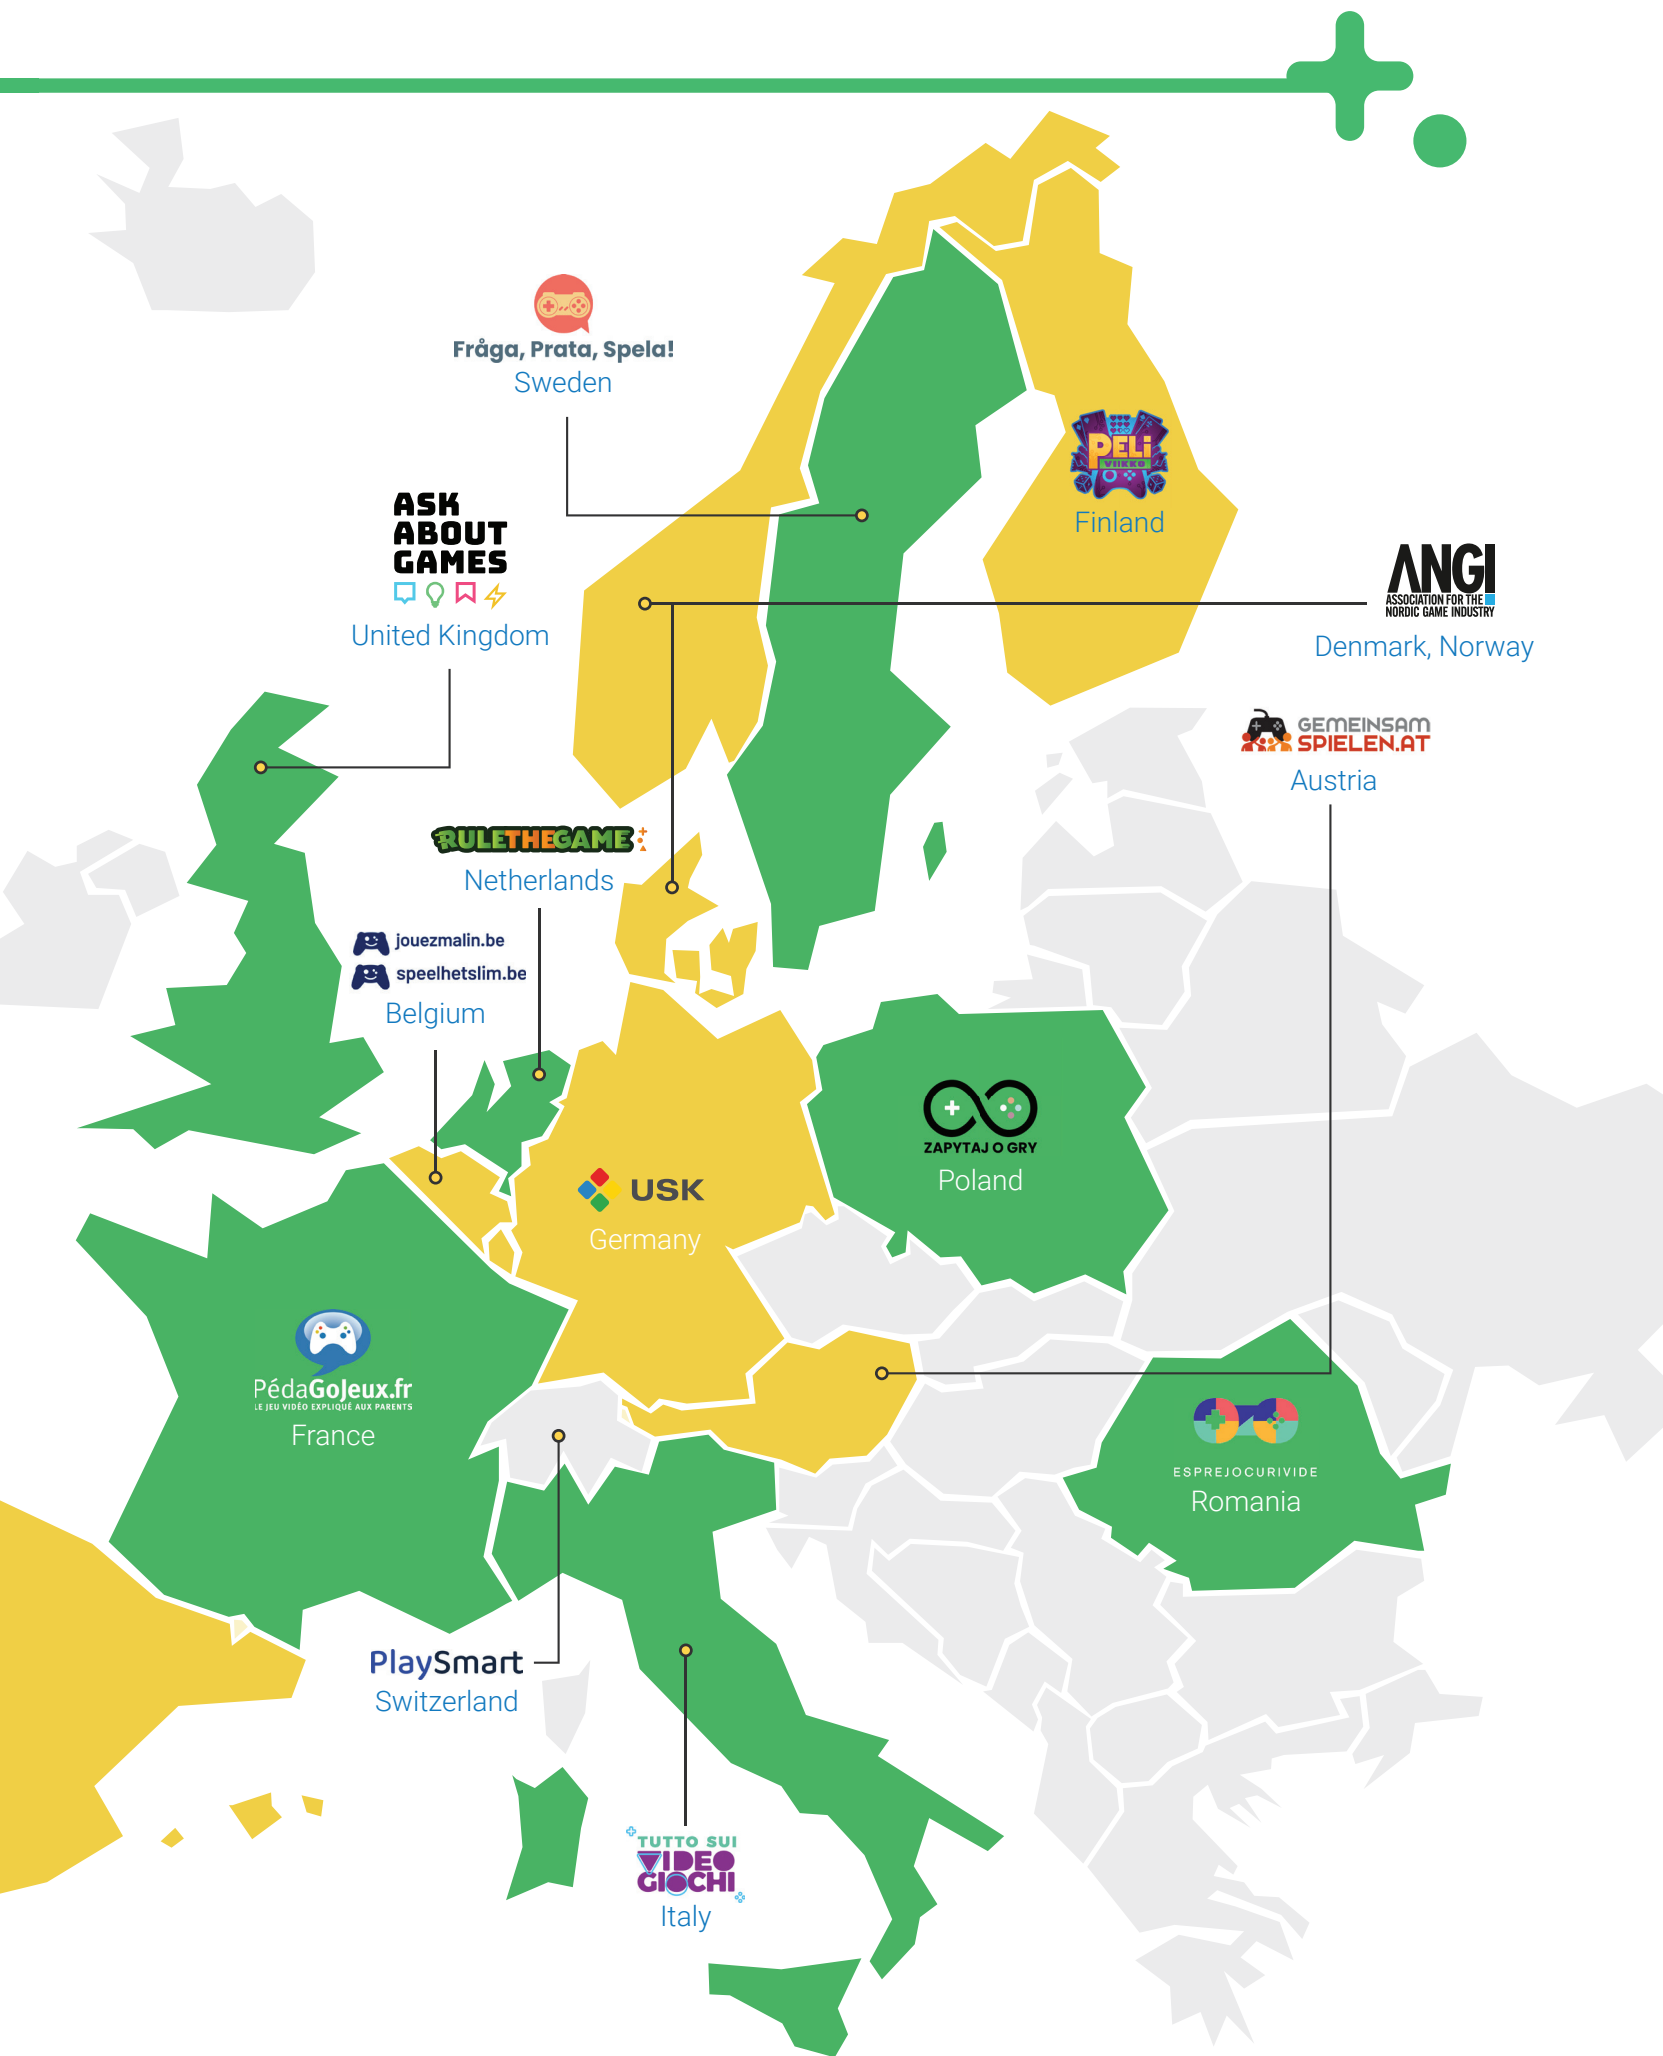 Fråga, Prata, Spela!
Sweden
PELI
VIIKKO
Finland
ASK
ABOUT
GAMES
United Kingdom
ANGI
ASSOCIATION FOR THE
NORDIC GAME INDUSTRY
Denmark, Norway
GEMEINSAM
SPIELEN.AT
Austria
RULETHEGAME
Netherlands
jouezmalin.be
speelhetslim.be
Belgium
ZAPYTAJ O GRY
Poland
USK
Germany
PédaGoJeux.fr
LE JEU VIDÉO EXPLIQUÉ AUX PARENTS
France
ESPREJOCURIVIDE
Romania
PlaySmart
Switzerland
TUTTO SUI
VIDEO
GIOCHI
Italy